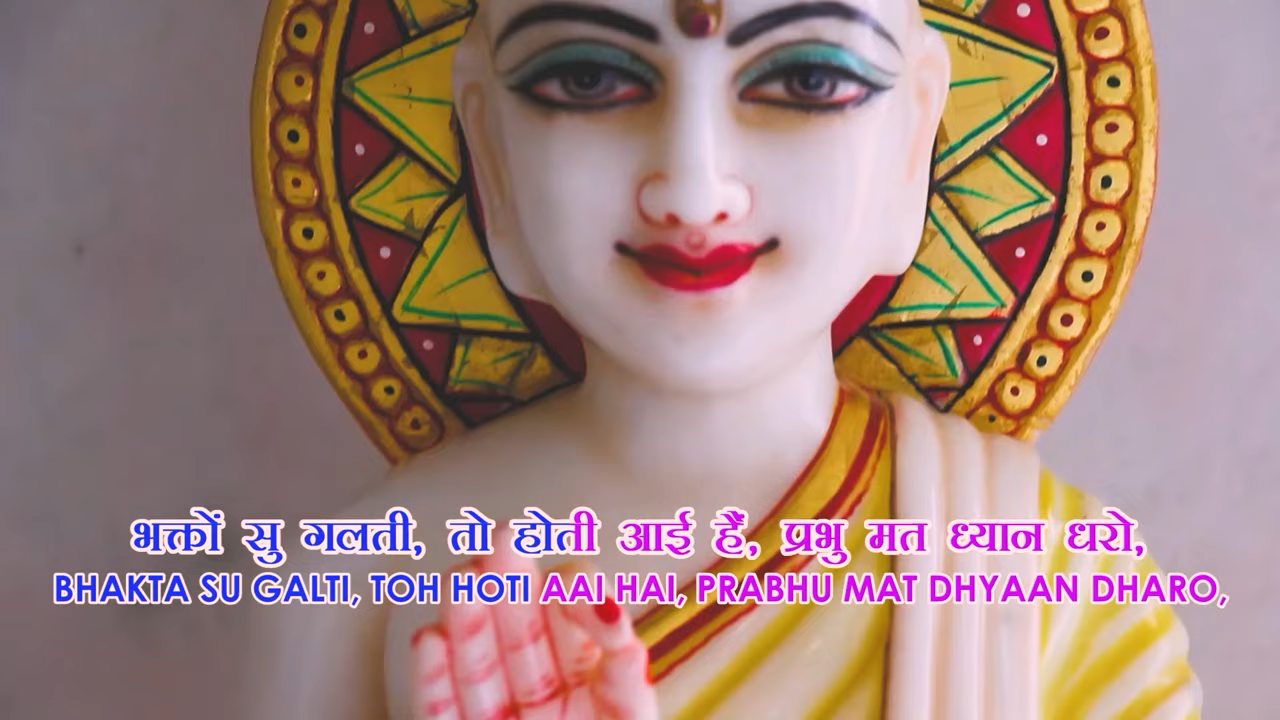 भक्तों सु गलती, तो होती आई हैं, प्रभु मत ध्यान धरो,
BHAKTA SU GALTI, TOH HOTI AAI HAI, PRABHU MAT DHYAAN DHARO,